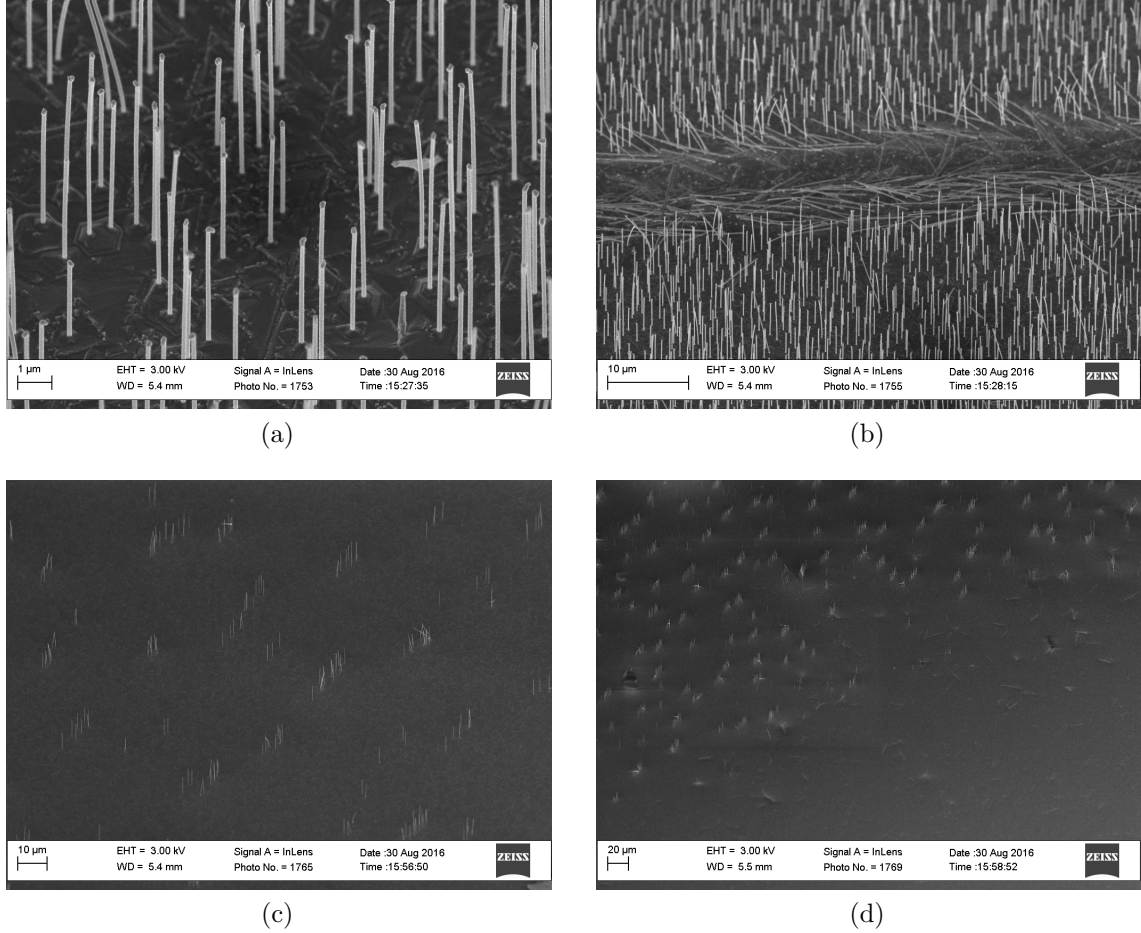 1 µm
EHT = 3.00 kV
Signal A = InLens
Date :30 Aug 2016
WD = 5.4 mm
Photo No. = 1753
Time :15:27:35
ZEISS
(a)
10 µm
EHT = 3.00 kV
Signal A = InLens
Date :30 Aug 2016
WD = 5.4 mm
Photo No. = 1755
Time :15:28:15
ZEISS
(b)
10 µm
EHT = 3.00 kV
Signal A = InLens
Date :30 Aug 2016
WD = 5.4 mm
Photo No. = 1765
Time :15:56:50
ZEISS
(c)
20 µm
EHT = 3.00 kV
Signal A = InLens
Date :30 Aug 2016
WD = 5.5 mm
Photo No. = 1769
Time :15:58:52
ZEISS
(d)